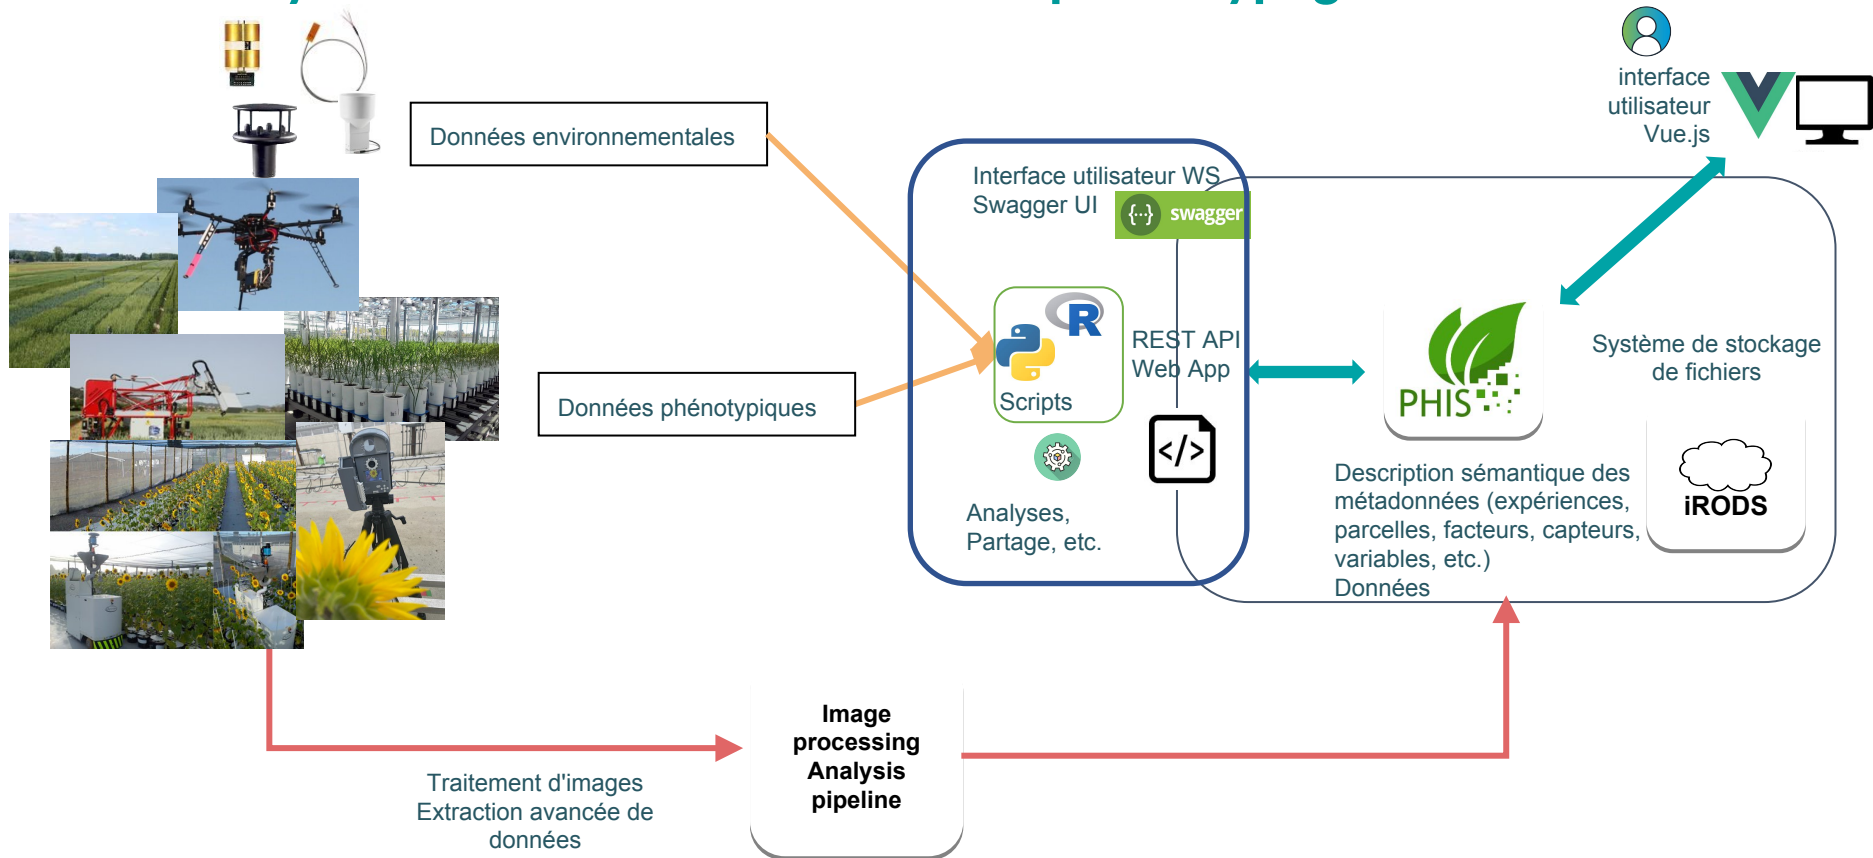 interface
utilisateur
Vue.js
Données environnementales
Interface utilisateur WS
Swagger UI
{···} swagger
R
REST API
Web App
Scripts
</>
Données phénotypiques
PHIS
Système de stockage
de fichiers
iRODS
Analyses,
Partage, etc.
Description sémantique des
métadonnées (expériences,
parcelles, facteurs, capteurs,
variables, etc.)
Données
Image
processing
Analysis
pipeline
Traitement d'images
Extraction avancée de
données